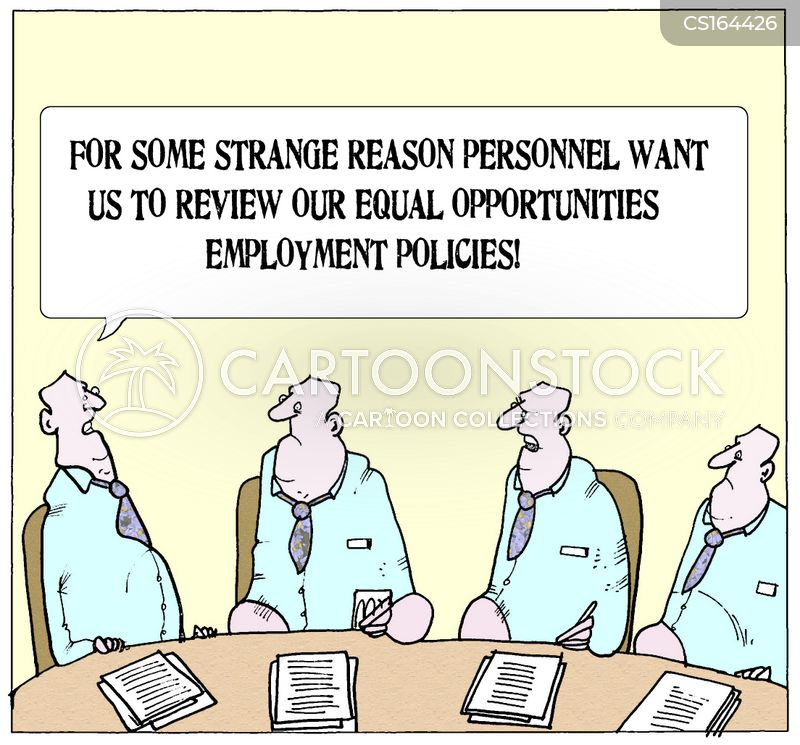 CS164426
FOR SOME STRANGE REASON PERSONNEL WANT
US TO REVIEW OUR EQUAL OPPORTUNITIES
EMPLOYMENT POLICIES!
CARTOONSTOCK
A CARTOON COLLECTIONS COMPANY